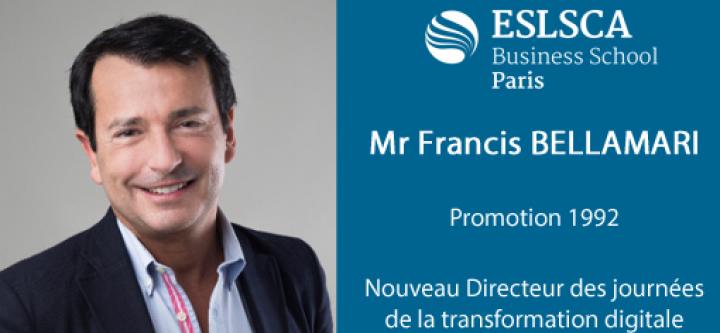 ESLSCA
Business School
Paris
Mr Francis BELLAMARI
Promotion 1992
Nouveau Directeur des journées
de la transformation digitale